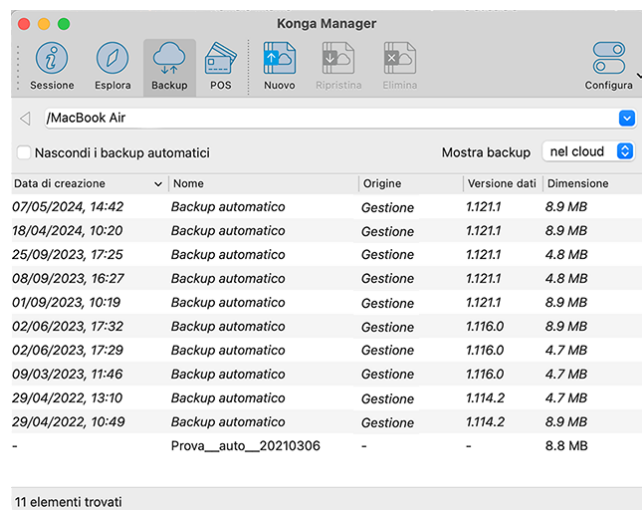 Konga Manager
Sessione Esplora Backup POS Nuovo Ripristina Elimina Configura
/MacBook Air
Nascondi i backup automatici Mostra backup nel cloud
Data di creazione Nome Origine Versione dati Dimensione
07/05/2024, 14:42 Backup automatico Gestione 1.121.1 8.9 MB
18/04/2024, 10:20 Backup automatico Gestione 1.121.1 8.9 MB
25/09/2023, 17:25 Backup automatico Gestione 1.121.1 4.8 MB
08/09/2023, 16:27 Backup automatico Gestione 1.121.1 4.8 MB
01/09/2023, 10:19 Backup automatico Gestione 1.121.1 8.9 MB
02/06/2023, 17:32 Backup automatico Gestione 1.116.0 8.9 MB
02/06/2023, 17:29 Backup automatico Gestione 1.116.0 4.7 MB
09/03/2023, 11:46 Backup automatico Gestione 1.116.0 4.7 MB
29/04/2022, 13:10 Backup automatico Gestione 1.114.2 4.7 MB
29/04/2022, 10:49 Backup automatico Gestione 1.114.2 8.9 MB
- Prova__auto__20210306 - - 8.8 MB
11 elementi trovati